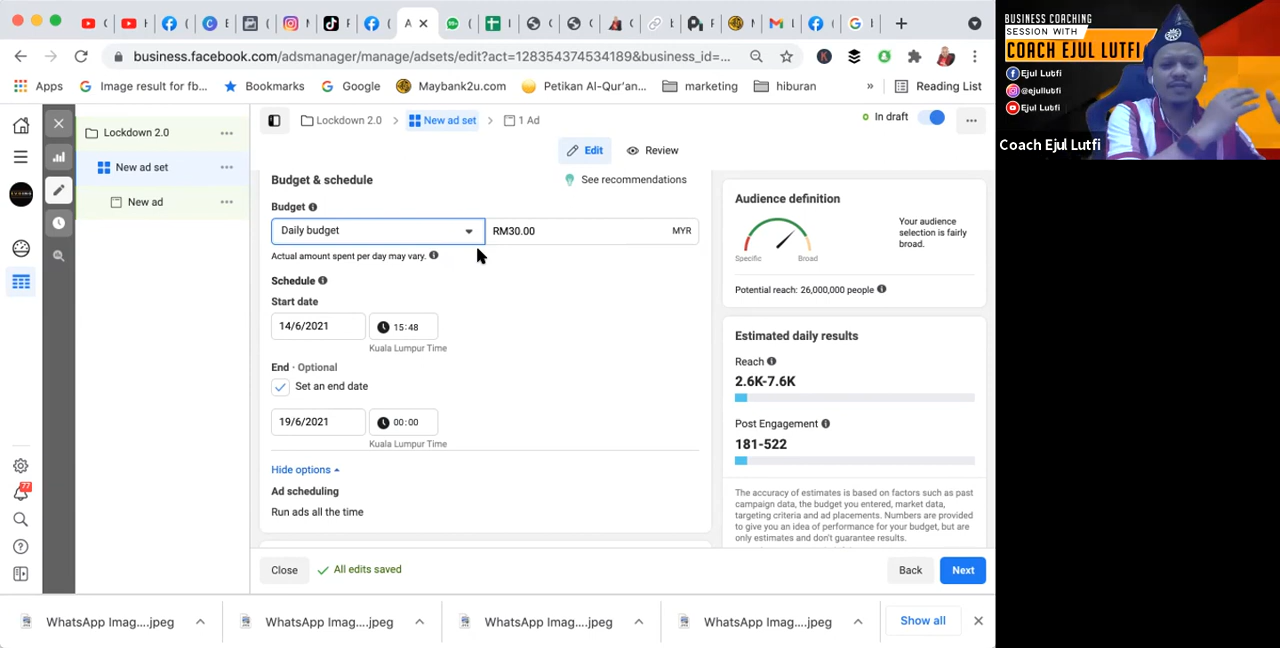 A
business.facebook.com/adsmanager/manage/adsets/edit?act=128354374534189&business_id=...
Apps
Image result for fb...
Bookmarks
Google
Maybank2u.com
Petikan Al-Qur'an...
marketing
hiburan
»
Reading List
Lockdown 2.0
New ad set
New ad
77
Lockdown 2.0
New ad set
1 Ad
In draft
Edit
Review
Budget & schedule
See recommendations
Budget
Daily budget
RM30.00
MYR
Actual amount spent per day may vary.
Schedule
Start date
14/6/2021
15:48
Kuala Lumpur Time
End · Optional
Set an end date
19/6/2021
00:00
Kuala Lumpur Time
Hide options
Ad scheduling
Run ads all the time
Audience definition
Specific
Broad
Your audience
selection is fairly
broad.
Potential reach: 26,000,000 people
Estimated daily results
Reach
2.6K-7.6K
Post Engagement
181-522
The accuracy of estimates is based on factors such as past
campaign data, the budget you entered, market data,
targeting criteria and ad placements. Numbers are provided
to give you an idea of performance for your budget, but are
only estimates and don't guarantee results.
Close
All edits saved
Back
Next
WhatsApp Imag....jpeg
WhatsApp Imag....jpeg
WhatsApp Imag....jpeg
WhatsApp Imag....jpeg
Show all
BUSINESS COACHING
SESSION WITH
COACH EJUL LUTFI
Ejul Lutfi
@ejullutfi
Ejul Lutfi
Coach Ejul Lutfi